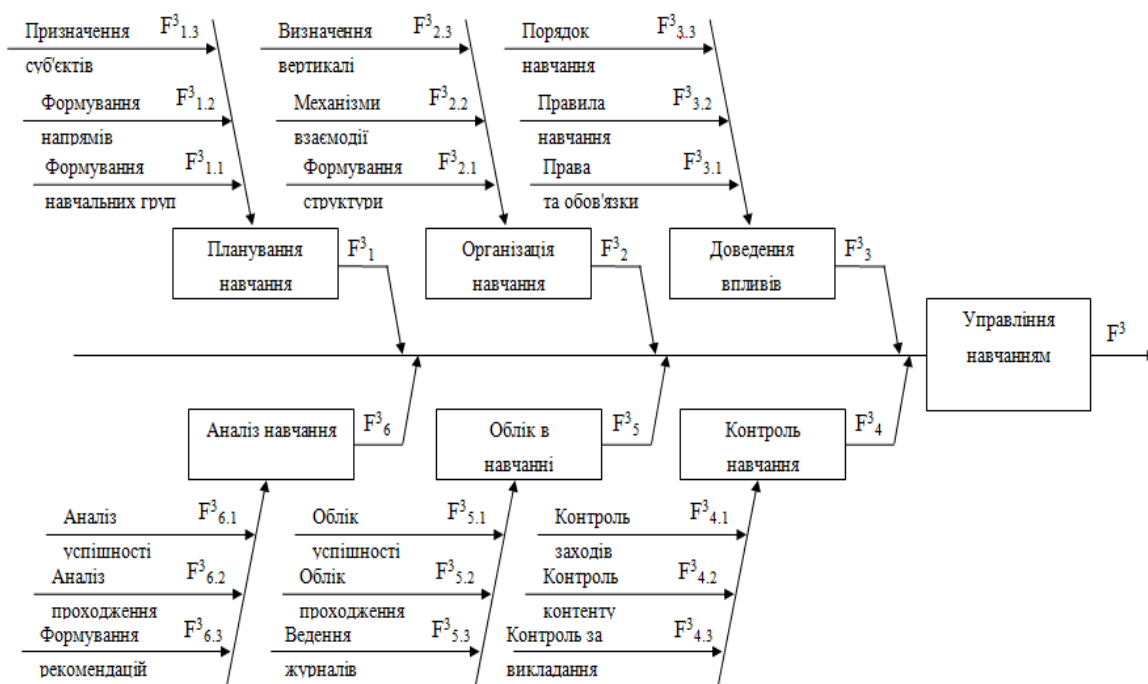 Призначення F³1.3 Визначення F³2.3 Порядок F³3.3
суб'єктів вертикалі навчання
Формування F³1.2 Механізми F³2.2 Правила F³3.2
напрямів взаємодії навчання
Формування F³1.1 Формування F³2.1 Права F³3.1
навчальних груп структури та обов'язки
Планування F³1 Організація F³2 Доведення F³3
навчання навчання впливів
Управління F³
навчанням
Аналіз навчання F³6 Облік в F³5 Контроль F³4
навчанні навчання
Аналіз F³6.1 Облік F³5.1 Контроль F³4.1
успішності успішності заходів
Аналіз F³6.2 Облік F³5.2 Контроль F³4.2
проходження проходження контенту
Формування F³6.3 Ведення F³5.3 Контроль за F³4.3
рекомендацій журналів викладання